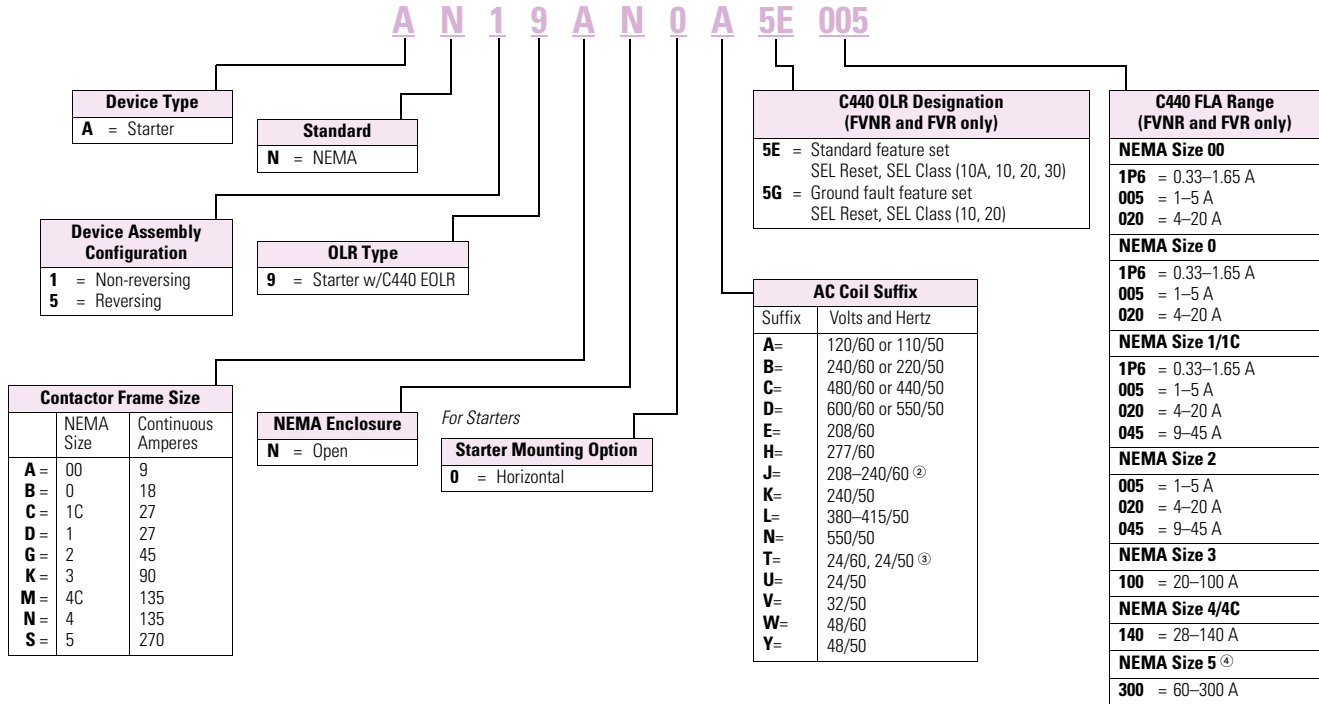 A N 1 9 A N 0 A 5E 005
Device Type
A = Starter
Standard
N = NEMA
Device Assembly
Configuration
1 = Non-reversing
5 = Reversing
OLR Type
9 = Starter w/C440 EOLR
Contactor Frame Size
NEMA Size Continuous Amperes
A = 00 9
B = 0 18
C = 1C 27
D = 1 27
G = 2 45
K = 3 90
M = 4C 135
N = 4 135
S = 5 270
NEMA Enclosure
N = Open
For Starters
Starter Mounting Option
0 = Horizontal
C440 OLR Designation
(FVNR and FVR only)
5E = Standard feature set
SEL Reset, SEL Class (10A, 10, 20, 30)
5G = Ground fault feature set
SEL Reset, SEL Class (10, 20)
AC Coil Suffix
Suffix Volts and Hertz
A= 120/60 or 110/50
B= 240/60 or 220/50
C= 480/60 or 440/50
D= 600/60 or 550/50
E= 208/60
H= 277/60
J= 208–240/60 ②
K= 240/50
L= 380–415/50
N= 550/50
T= 24/60, 24/50 ③
U= 24/50
V= 32/50
W= 48/60
Y= 48/50
C440 FLA Range
(FVNR and FVR only)
NEMA Size 00
1P6 = 0.33–1.65 A
005 = 1–5 A
020 = 4–20 A
NEMA Size 0
1P6 = 0.33–1.65 A
005 = 1–5 A
020 = 4–20 A
NEMA Size 1/1C
1P6 = 0.33–1.65 A
005 = 1–5 A
020 = 4–20 A
045 = 9–45 A
NEMA Size 2
005 = 1–5 A
020 = 4–20 A
045 = 9–45 A
NEMA Size 3
100 = 20–100 A
NEMA Size 4/4C
140 = 28–140 A
NEMA Size 5 ④
300 = 60–300 A